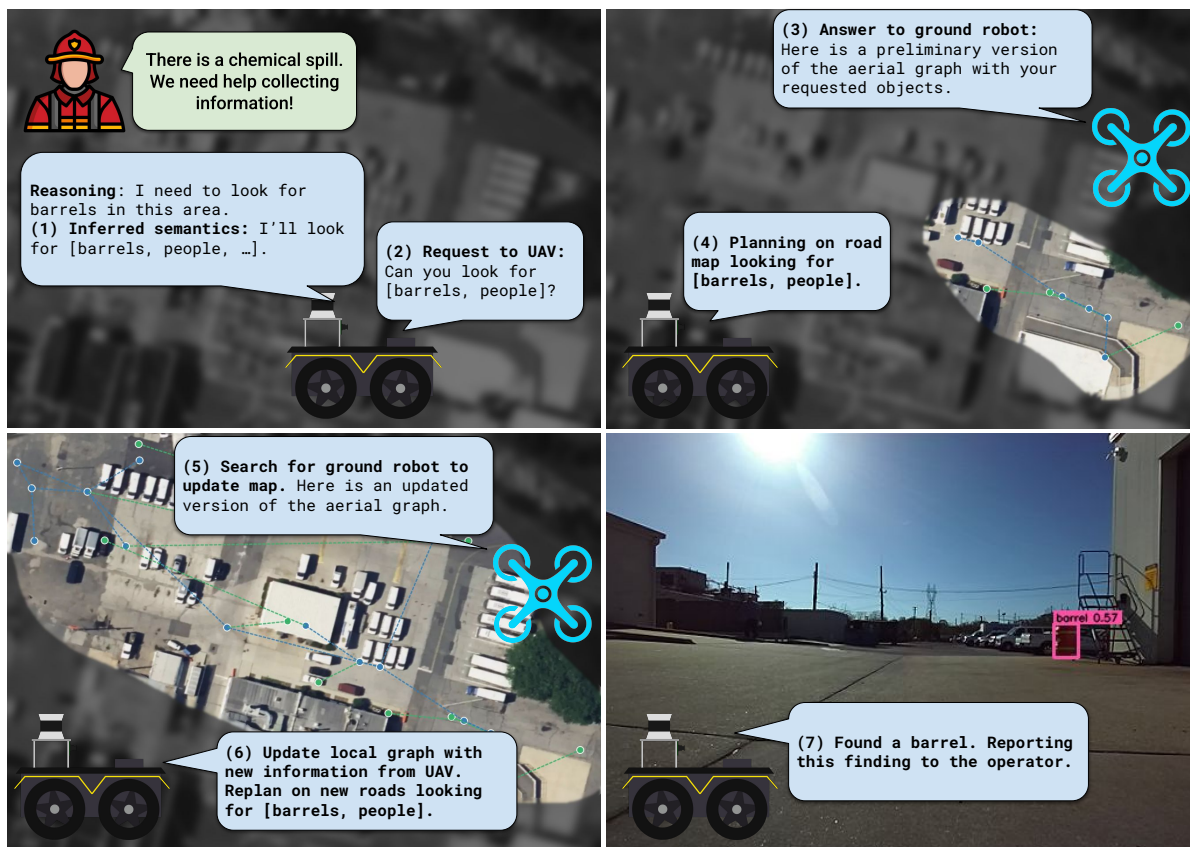 There is a chemical spill.
We need help collecting
information!
Reasoning: I need to look for
barrels in this area.
(1) Inferred semantics: I’ll look
for [barrels, people, …].
(2) Request to UAV:
Can you look for
[barrels, people]?
(3) Answer to ground robot:
Here is a preliminary version
of the aerial graph with your
requested objects.
(4) Planning on road
map looking for
[barrels, people].
(5) Search for ground robot to
update map. Here is an updated
version of the aerial graph.
(6) Update local graph with
new information from UAV.
Replan on new roads looking
for [barrels, people].
barrel 0.57
(7) Found a barrel. Reporting
this finding to the operator.